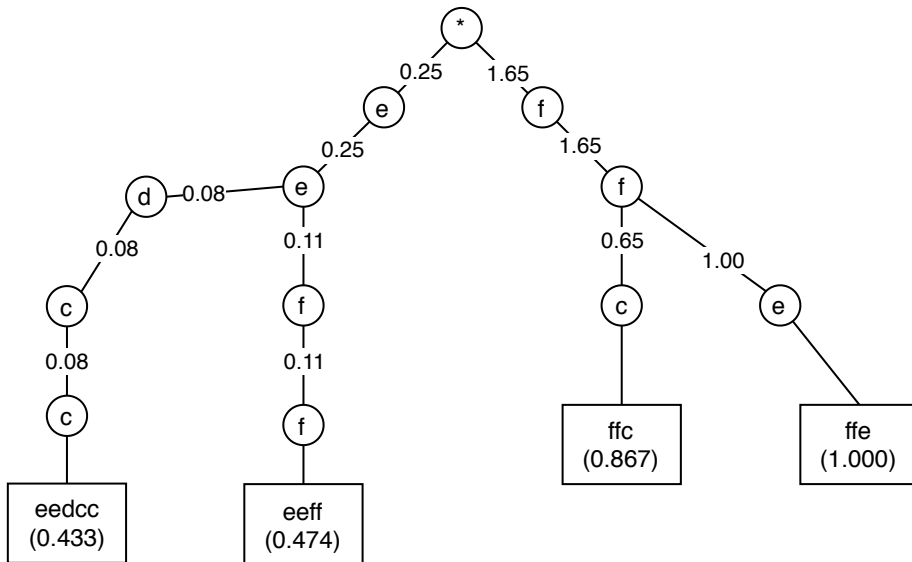 *
0.25 1.65
e f
0.25 1.65
d 0.08 e f
0.08 0.11 0.65 1.00
c f c e
0.08 0.11
c f
ffc ffe
(0.867) (1.000)
eedcc eeff
(0.433) (0.474)